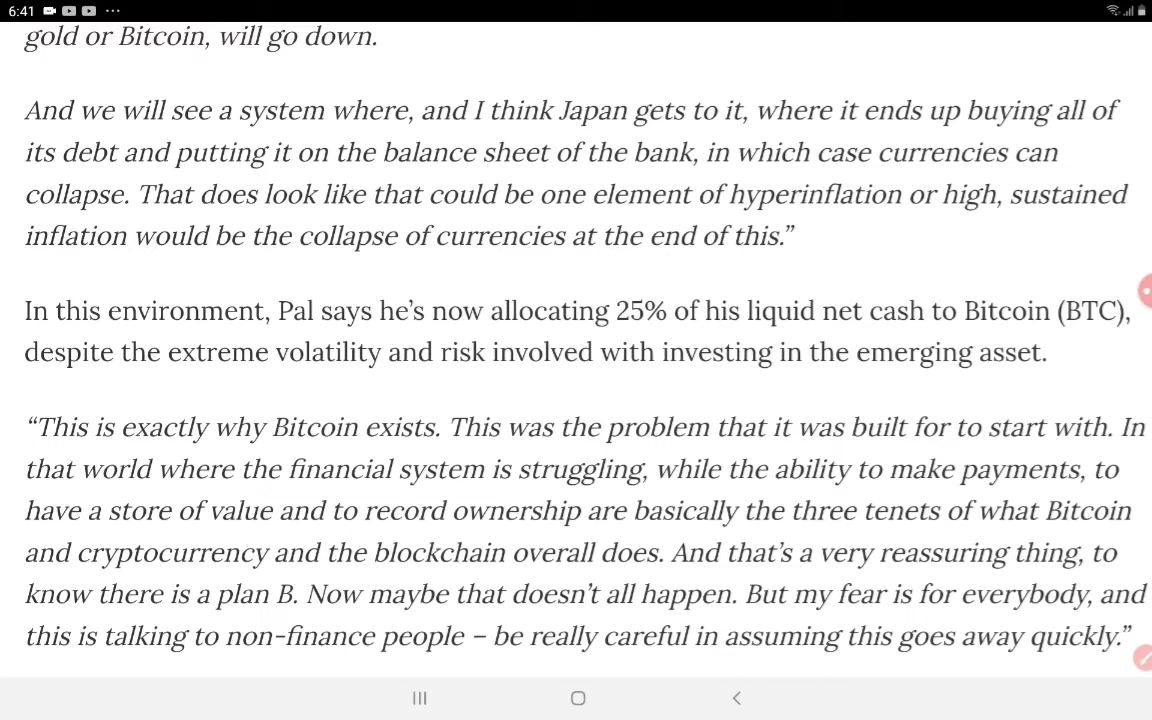 6:41
gold or Bitcoin, will go down.
And we will see a system where, and I think Japan gets to it, where it ends up buying all of
its debt and putting it on the balance sheet of the bank, in which case currencies can
collapse. That does look like that could be one element of hyperinflation or high, sustained
inflation would be the collapse of currencies at the end of this.”
In this environment, Pal says he’s now allocating 25% of his liquid net cash to Bitcoin (BTC),
despite the extreme volatility and risk involved with investing in the emerging asset.
“This is exactly why Bitcoin exists. This was the problem that it was built for to start with. In
that world where the financial system is struggling, while the ability to make payments, to
have a store of value and to record ownership are basically the three tenets of what Bitcoin
and cryptocurrency and the blockchain overall does. And that’s a very reassuring thing, to
know there is a plan B. Now maybe that doesn’t all happen. But my fear is for everybody, and
this is talking to non-finance people – be really careful in assuming this goes away quickly.”